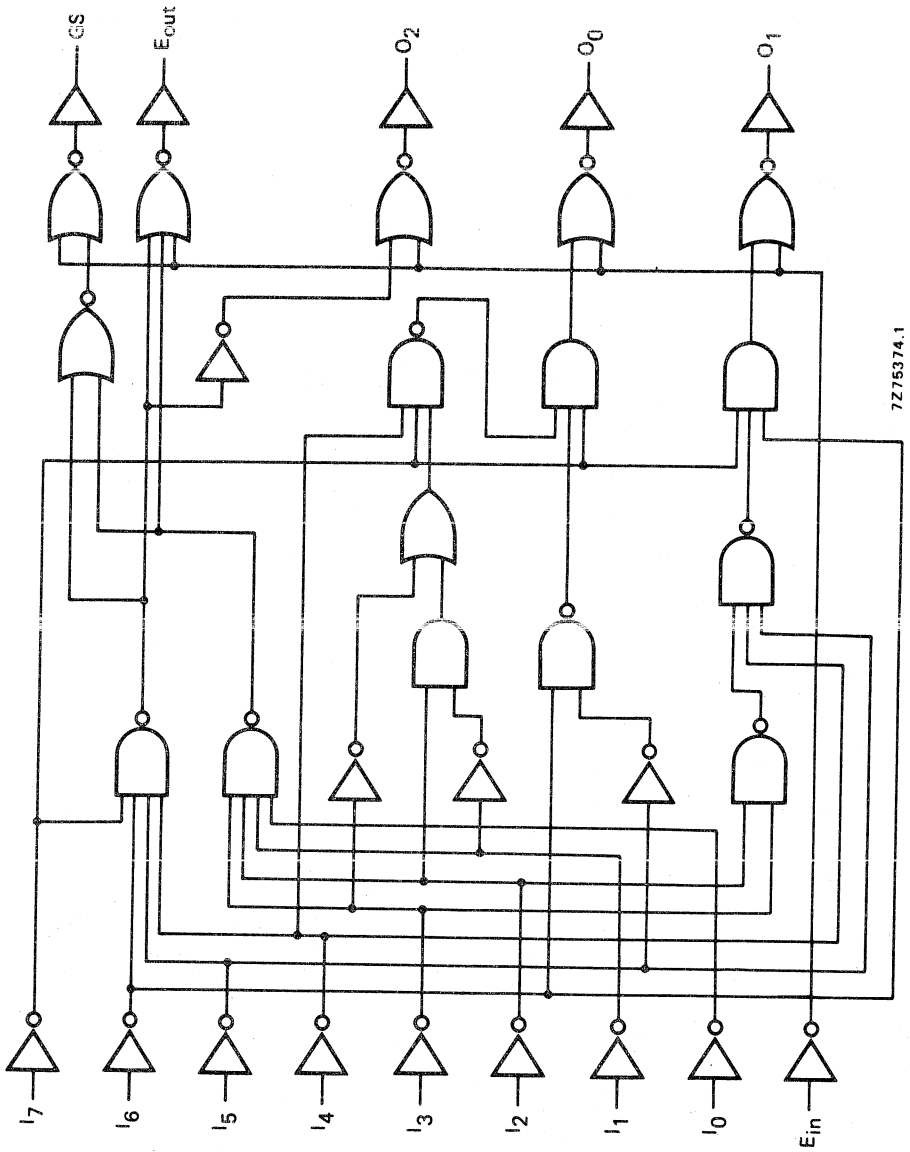 GS
E_out
O_2
O_0
O_1
I_7
I_6
I_5
I_4
I_3
I_2
I_1
I_0
E_in
7Z75374.1